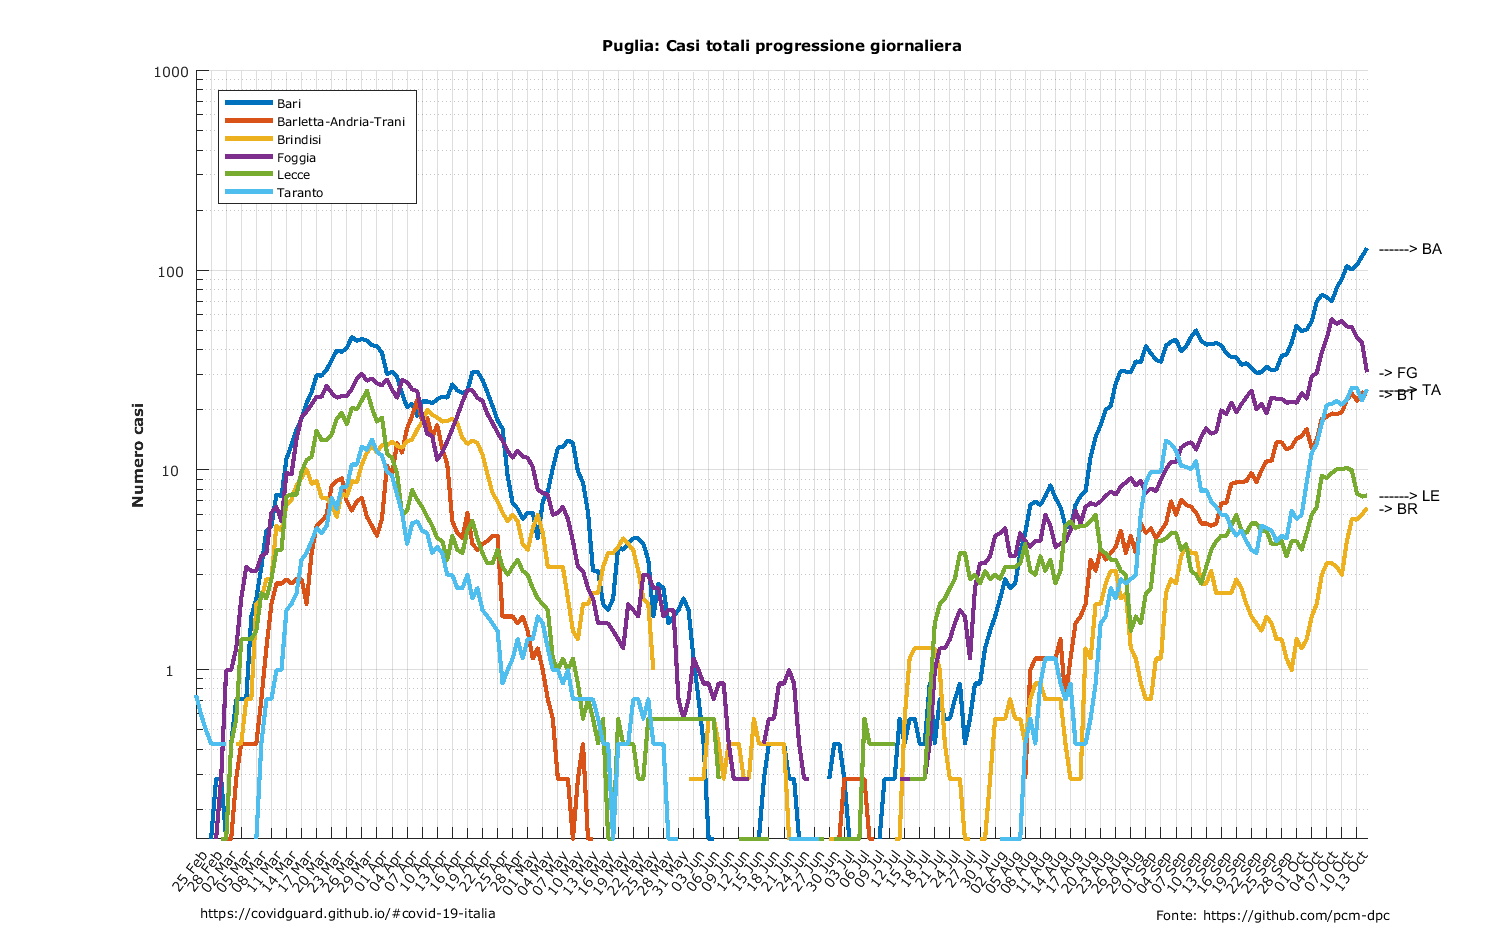 Puglia: Casi totali progressione giornaliera
1000
100
10
1
Numero casi
Bari
Barletta-Andria-Trani
Brindisi
Foggia
Lecce
Taranto
------> BA
-> FG
------> TA
-> BT
------> LE
-> BR
25 Feb
28 Feb
02 Mar
05 Mar
08 Mar
11 Mar
14 Mar
17 Mar
20 Mar
23 Mar
26 Mar
29 Mar
01 Apr
04 Apr
07 Apr
10 Apr
13 Apr
16 Apr
19 Apr
22 Apr
25 Apr
28 Apr
01 May
04 May
07 May
10 May
13 May
16 May
19 May
22 May
25 May
28 May
31 May
03 Jun
06 Jun
09 Jun
12 Jun
15 Jun
18 Jun
21 Jun
24 Jun
27 Jun
30 Jun
03 Jul
06 Jul
09 Jul
12 Jul
15 Jul
18 Jul
21 Jul
24 Jul
27 Jul
30 Jul
02 Aug
05 Aug
08 Aug
11 Aug
14 Aug
17 Aug
20 Aug
23 Aug
26 Aug
29 Aug
01 Sep
04 Sep
07 Sep
10 Sep
13 Sep
16 Sep
19 Sep
22 Sep
25 Sep
28 Sep
01 Oct
04 Oct
07 Oct
10 Oct
13 Oct
https://covidguard.github.io/#covid-19-italia
Fonte: https://github.com/pcm-dpc